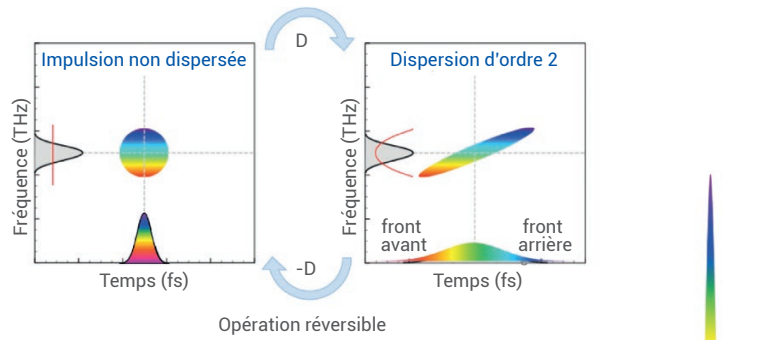 Impulsion non dispersée
Fréquence (THz)
Temps (fs)
D
-D
Opération réversible
Dispersion d'ordre 2
Fréquence (THz)
front
avant
front
arrière
Temps (fs)